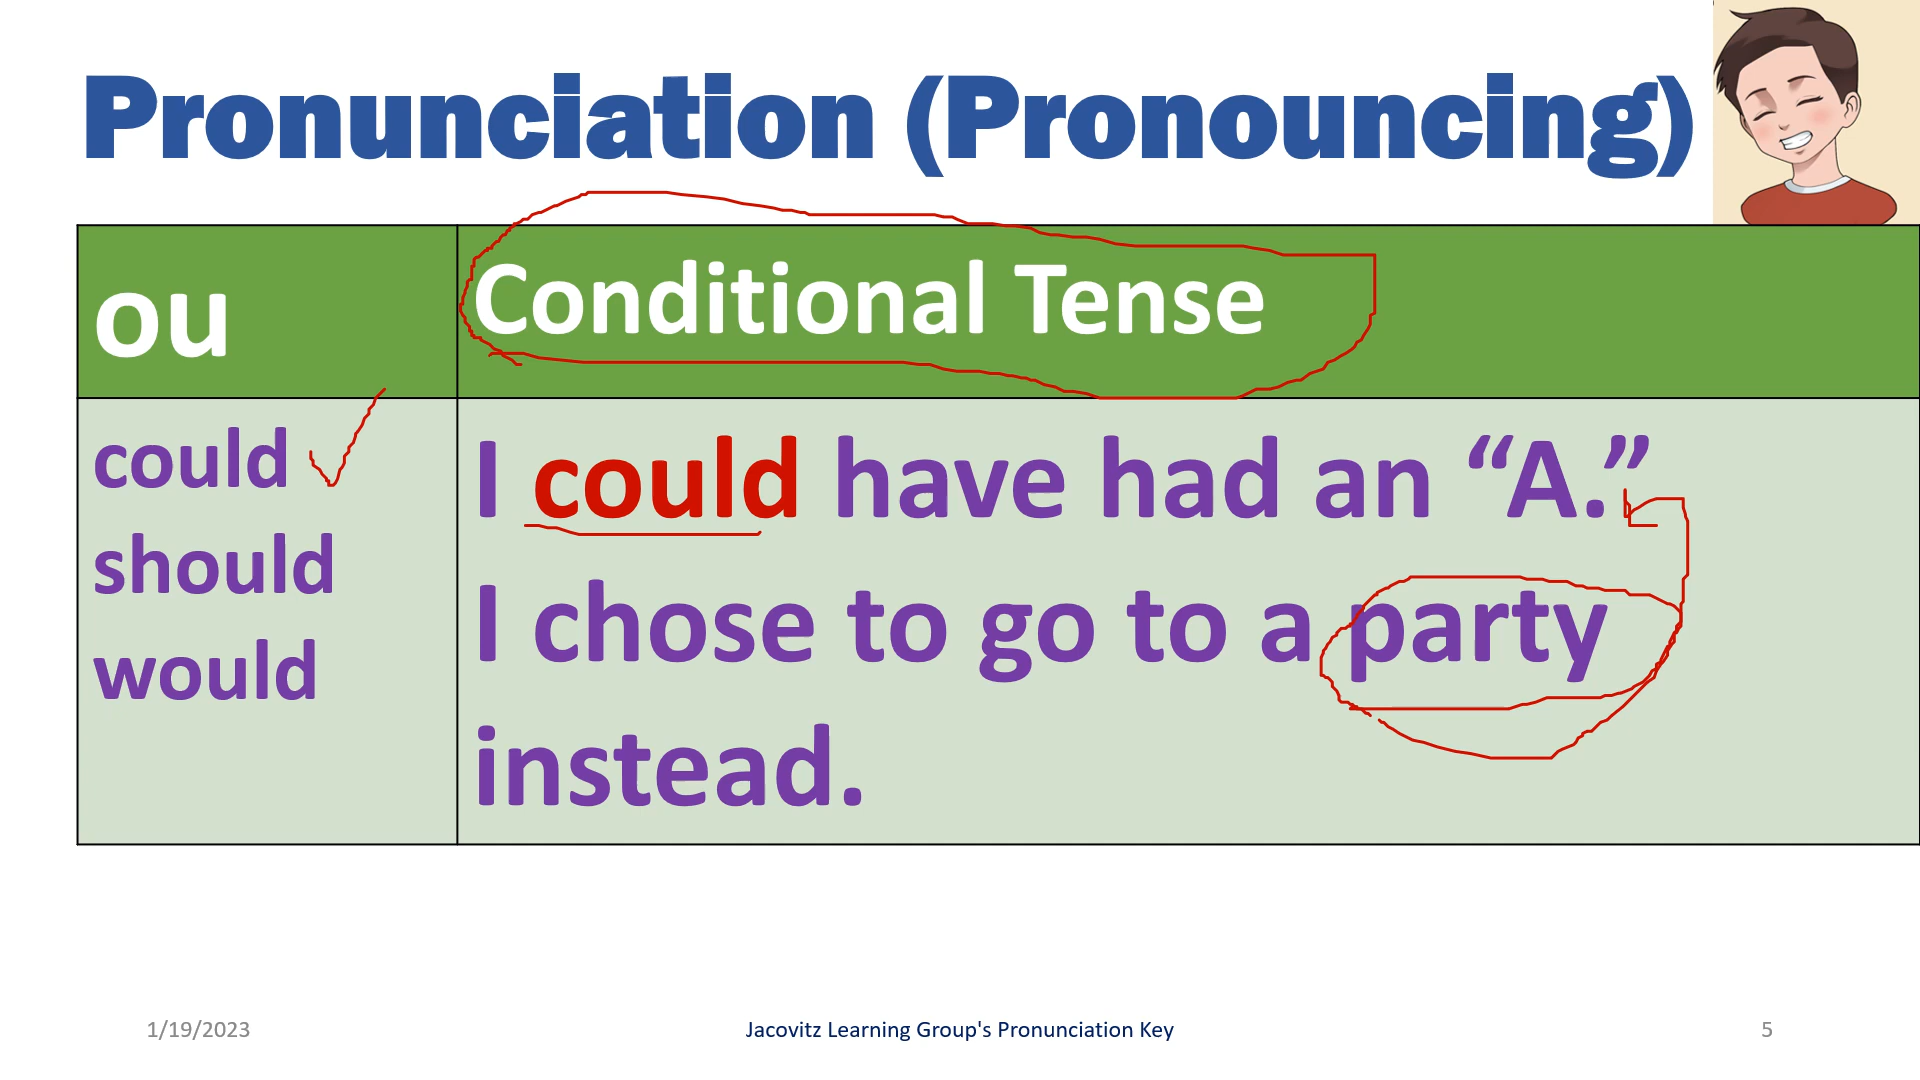 Pronunciation (Pronouncing)
ou
Conditional Tense
could
should
would
I could have had an “A.”
I chose to go to a party
instead.
1/19/2023
Jacovitz Learning Group's Pronunciation Key
5